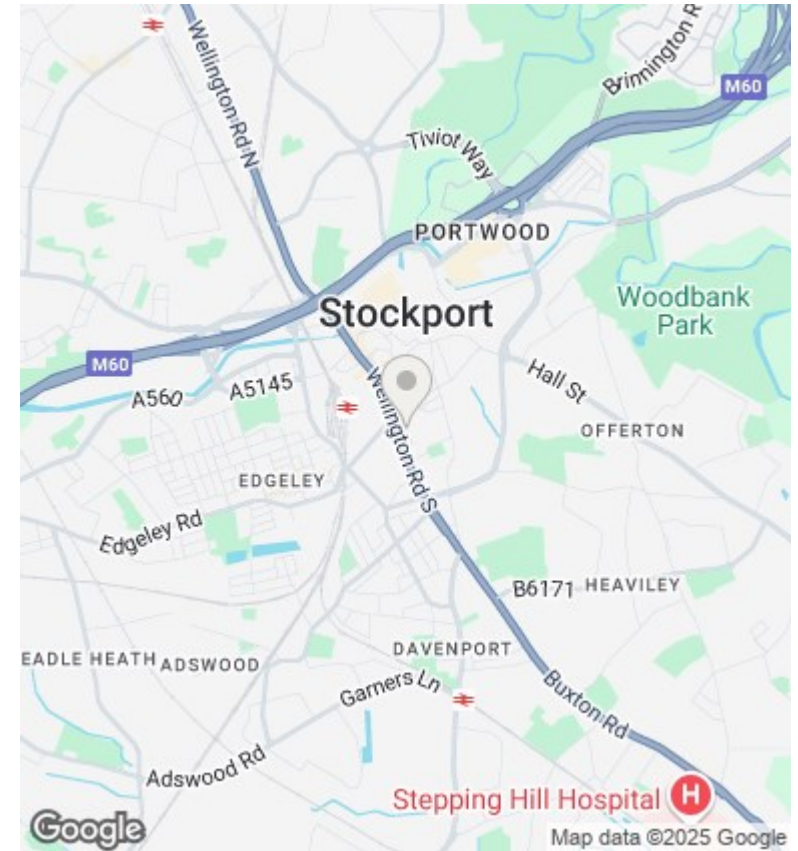 Wellington Rd N
Brinnington R
M60
Tiviot Way
PORTWOOD
Stockport
Woodbank
Park
M60
A560
A5145
Wellington Rd S
Hall St
OFFERTON
EDGELEY
Edgeley Rd
B6171
HEAVILEY
EADLE HEATH
ADSWOOD
DAVENPORT
Garners Ln
Buxton Rd
Adswood Rd
Stepping Hill Hospital
H
Google
Map data ©2025 Google